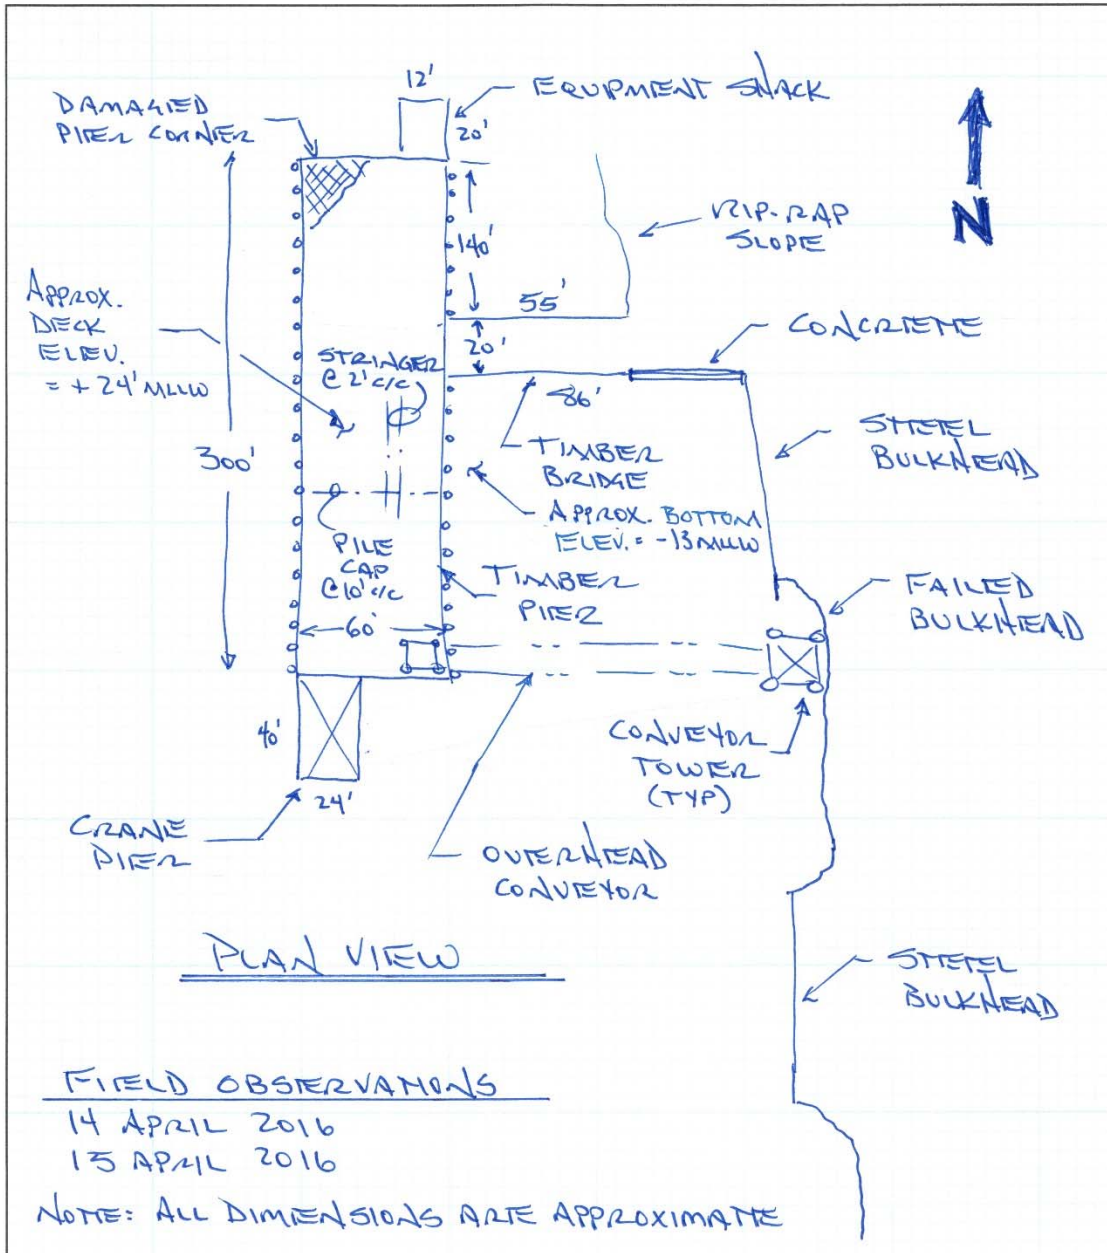 12'
EQUIPMENT SHACK
20'
DAMAGED
PIER CORNER
N
RIP-RAP
SLOPE
140'
APPROX.
DECK
ELEV.
= + 24' MLLW
55'
20'
CONCRETE
STRINGER
@ 2' c/c
86'
300'
TIMBER
BRIDGE
STEEL
BULKHEAD
APPROX. BOTTOM
ELEV. = -13 MLLW
PILE
CAP
@ 10' c/c
TIMBER
PIER
FAILED
BULKHEAD
60'
40'
24'
CRANE
PIER
CONVEYOR
TOWER
(TYP)
OVERHEAD
CONVEYOR
PLAN VIEW
STEEL
BULKHEAD
FIELD OBSERVATIONS
14 APRIL 2016
15 APRIL 2016
NOTE: ALL DIMENSIONS ARE APPROXIMATE